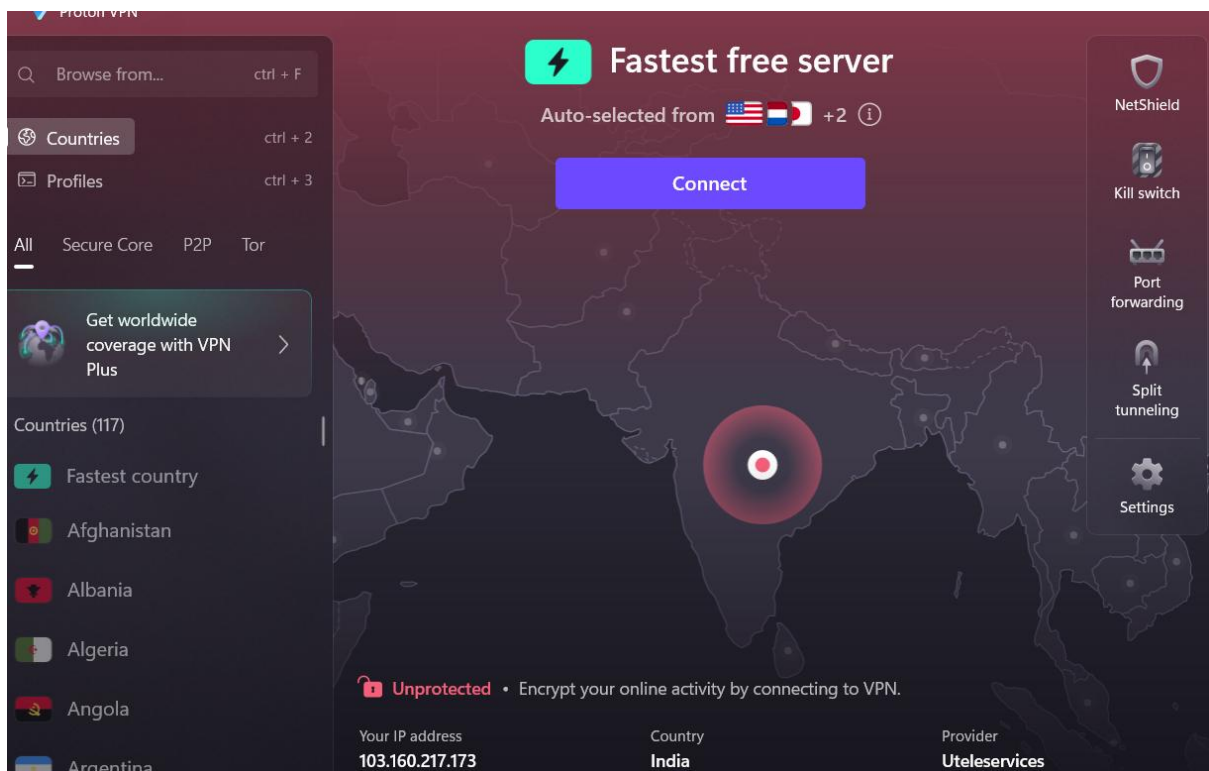 Proton VPN
Browse from...
ctrl + F
Countries
ctrl + 2
Profiles
ctrl + 3
All
Secure Core
P2P
Tor
Get worldwide
coverage with VPN
Plus
Countries (117)
Fastest country
Afghanistan
Albania
Algeria
Angola
Argentina
Fastest free server
Auto-selected from
+2
Connect
Unprotected • Encrypt your online activity by connecting to VPN.
Your IP address
103.160.217.173
Country
India
Provider
Uteleservices
NetShield
Kill switch
Port
forwarding
Split
tunneling
Settings